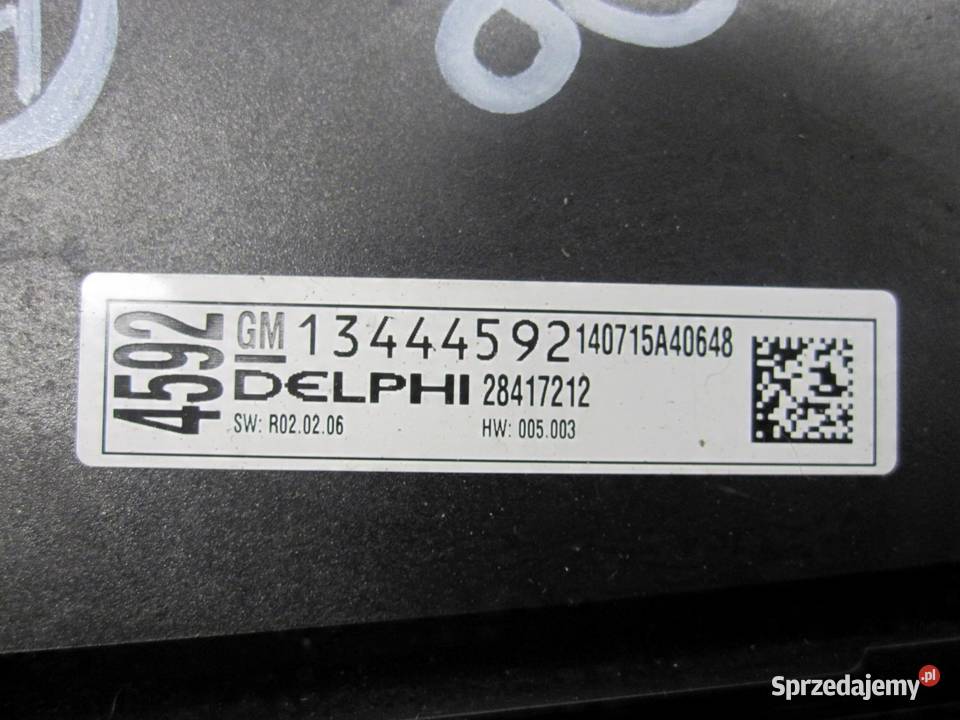 4592
GM 13444592 140715A40648
DELPHI 28417212
SW: R02.02.06 HW: 005.003
Sprzedajemy.pl